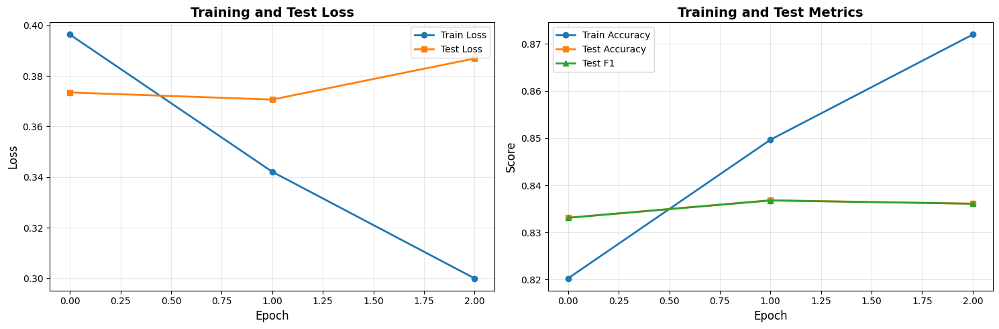 Training and Test Loss
Train Loss
Test Loss
0.40
0.38
0.36
0.34
0.32
0.30
Loss
0.00 0.25 0.50 0.75 1.00 1.25 1.50 1.75 2.00
Epoch
Training and Test Metrics
Train Accuracy
Test Accuracy
Test F1
0.87
0.86
0.85
0.84
0.83
0.82
Score
0.00 0.25 0.50 0.75 1.00 1.25 1.50 1.75 2.00
Epoch